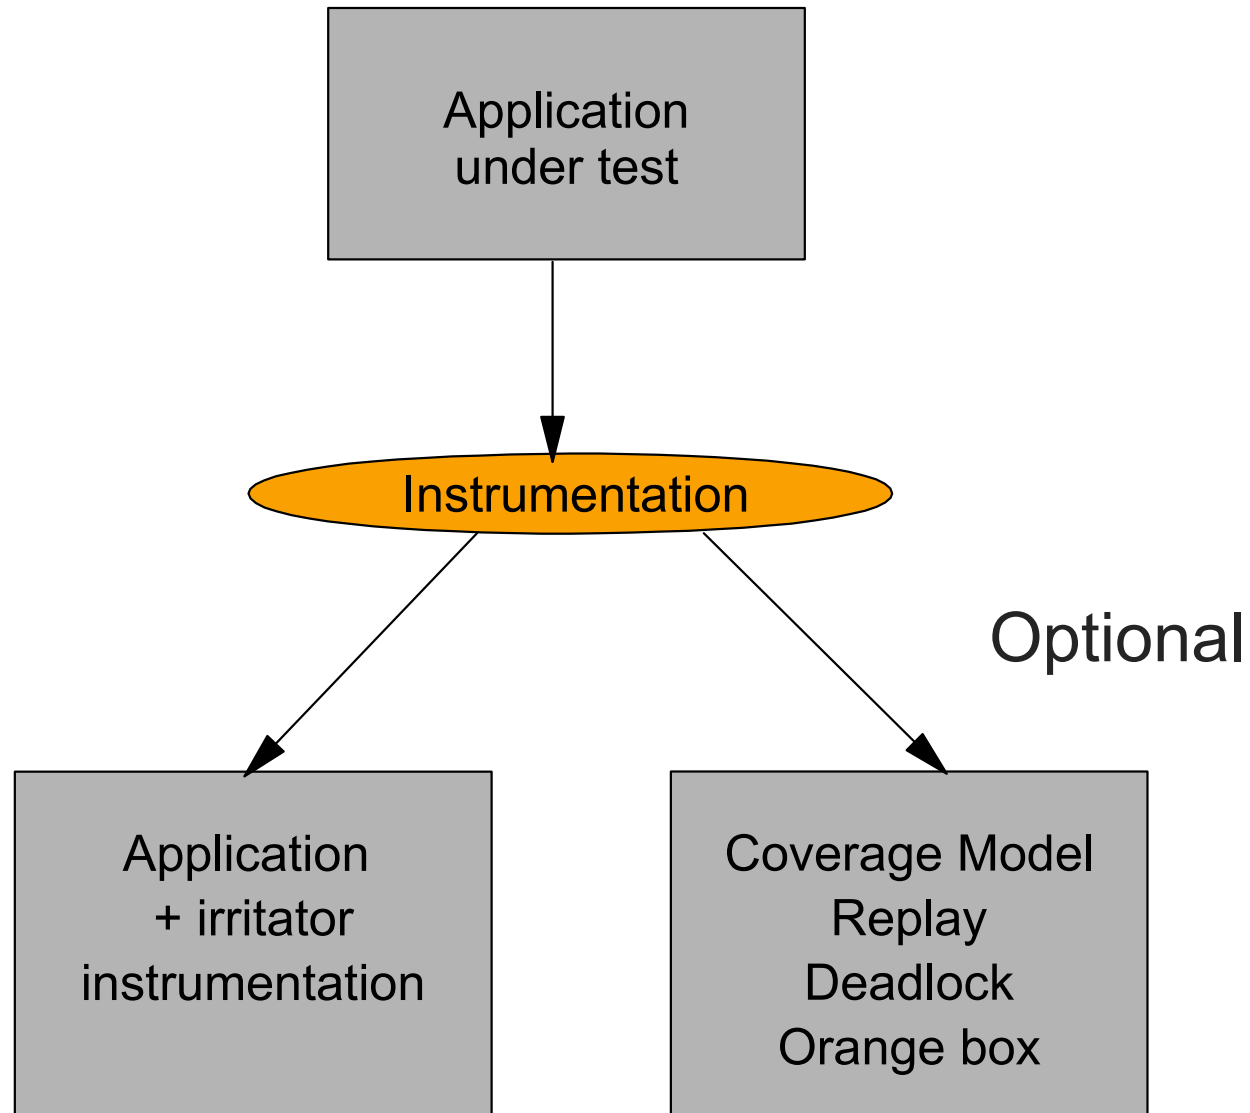 Application
under test
Instrumentation
Optional
Application
+ irritator
instrumentation
Coverage Model
Replay
Deadlock
Orange box